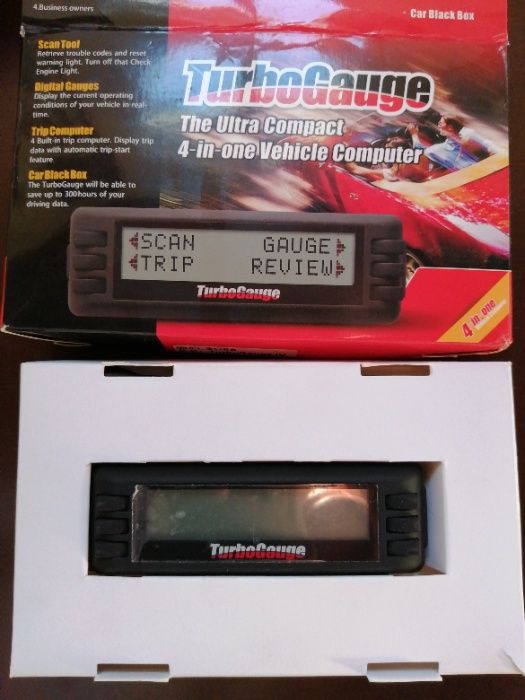 4.Business owners
Car Black Box
Scan Tool
Retrieve trouble codes and reset
warning light. Turn off that Check
Engine Light.
Digital Gauges
Display the current operating
conditions of your vehicle in real-
time.
Trip Computer
4 Built-in trip computer. Display trip
data with automatic trip-start
feature
Car Black Box
The TurboGauge will be able to
save up to 300 hours of your
driving data.
TurboGauge
The Ultra Compact
4-in-one Vehicle Computer
SCAN GAUGE
TRIP REVIEW
TurboGauge
4 in one
TurboGauge